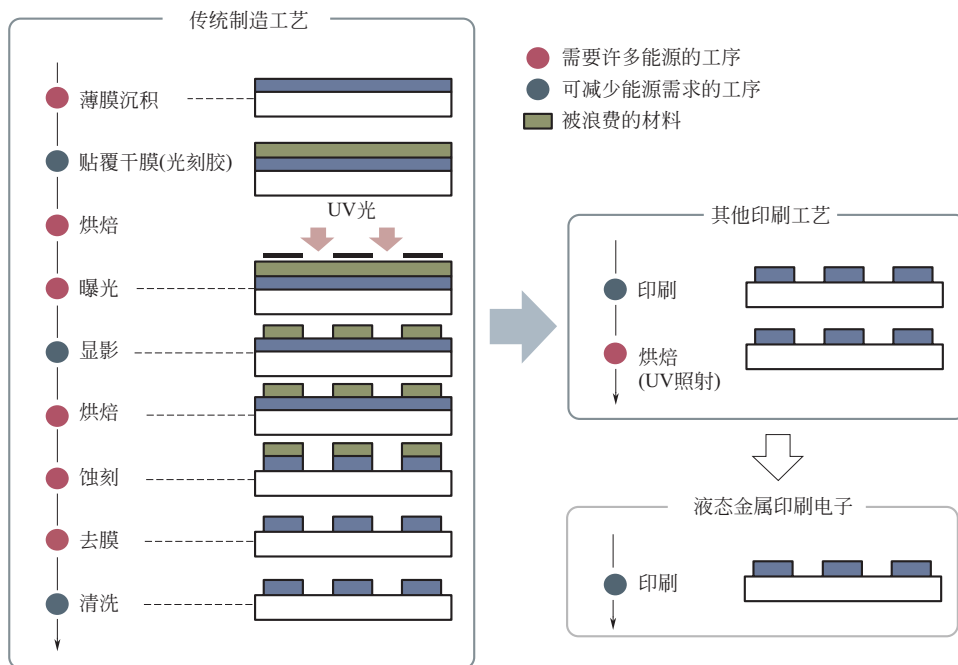 传统制造工艺
薄膜沉积
贴覆干膜(光刻胶)
UV光
烘焙
曝光
显影
烘焙
蚀刻
去膜
清洗
需要许多能源的工序
可减少能源需求的工序
被浪费的材料
其他印刷工艺
印刷
烘焙
(UV照射)
液态金属印刷电子
印刷